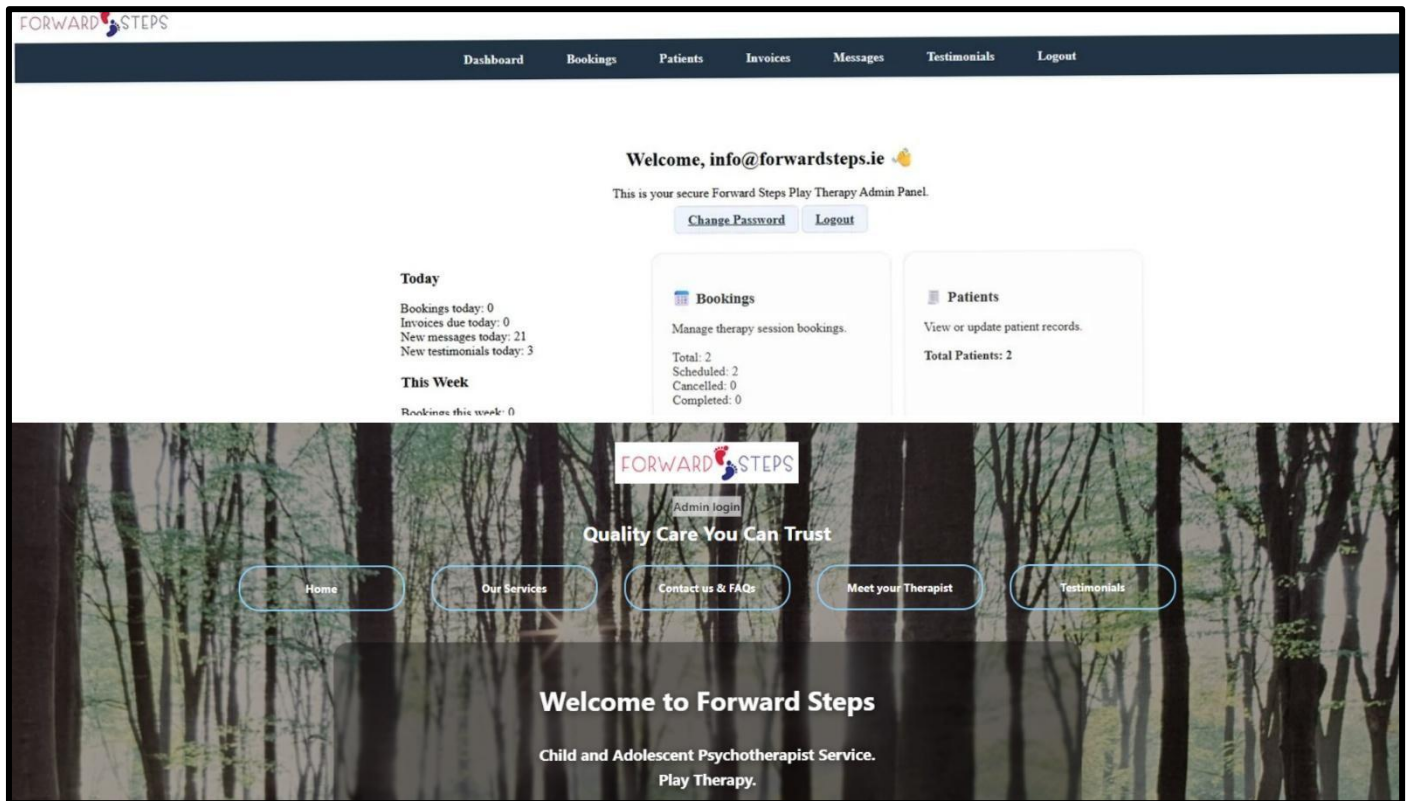 FORWARD STEPS
Dashboard Bookings Patients Invoices Messages Testimonials Logout
Welcome, info@forwardsteps.ie 👋
This is your secure Forward Steps Play Therapy Admin Panel.
Change Password Logout
Today
Bookings today: 0
Invoices due today: 0
New messages today: 21
New testimonials today: 3
This Week
Bookings this week: 0
Bookings
Manage therapy session bookings.
Total: 2
Scheduled: 2
Cancelled: 0
Completed: 0
Patients
View or update patient records.
Total Patients: 2
FORWARD STEPS
Admin login
Quality Care You Can Trust
Home Our Services Contact us & FAQs Meet your Therapist Testimonials
Welcome to Forward Steps
Child and Adolescent Psychotherapist Service.
Play Therapy.